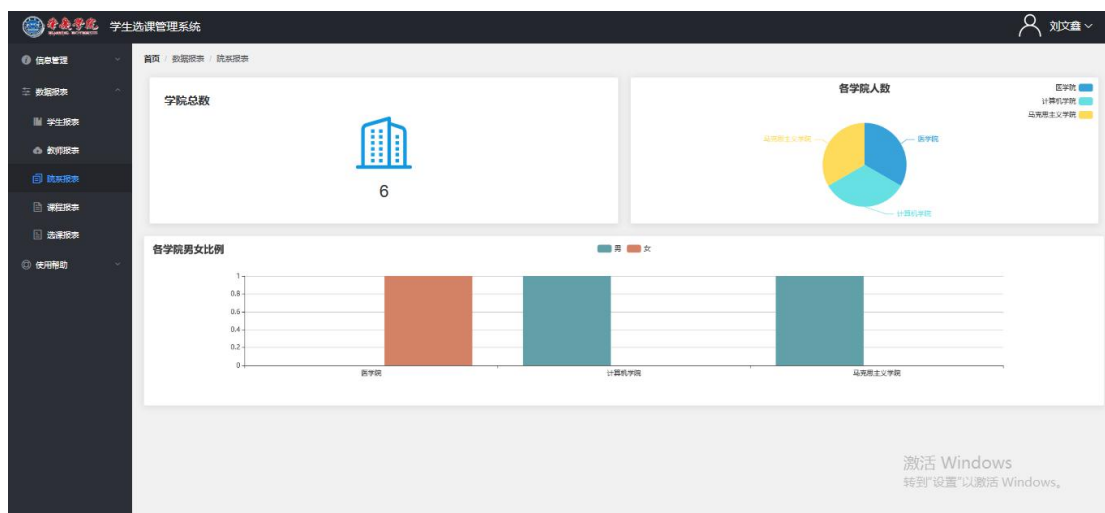 学生选课管理系统
刘文鑫
信息管理
数据报表
学生报表
教师报表
院系报表
课程报表
选课报表
使用帮助
首页 / 数据报表 / 院系报表
学院总数
6
各学院人数
医学院
计算机学院
马克思主义学院
马克思主义学院
医学院
计算机学院
各学院男女比例
男 女
1
0.8
0.6
0.4
0.2
0
医学院 计算机学院 马克思主义学院
激活 Windows
转到"设置"以激活 Windows。